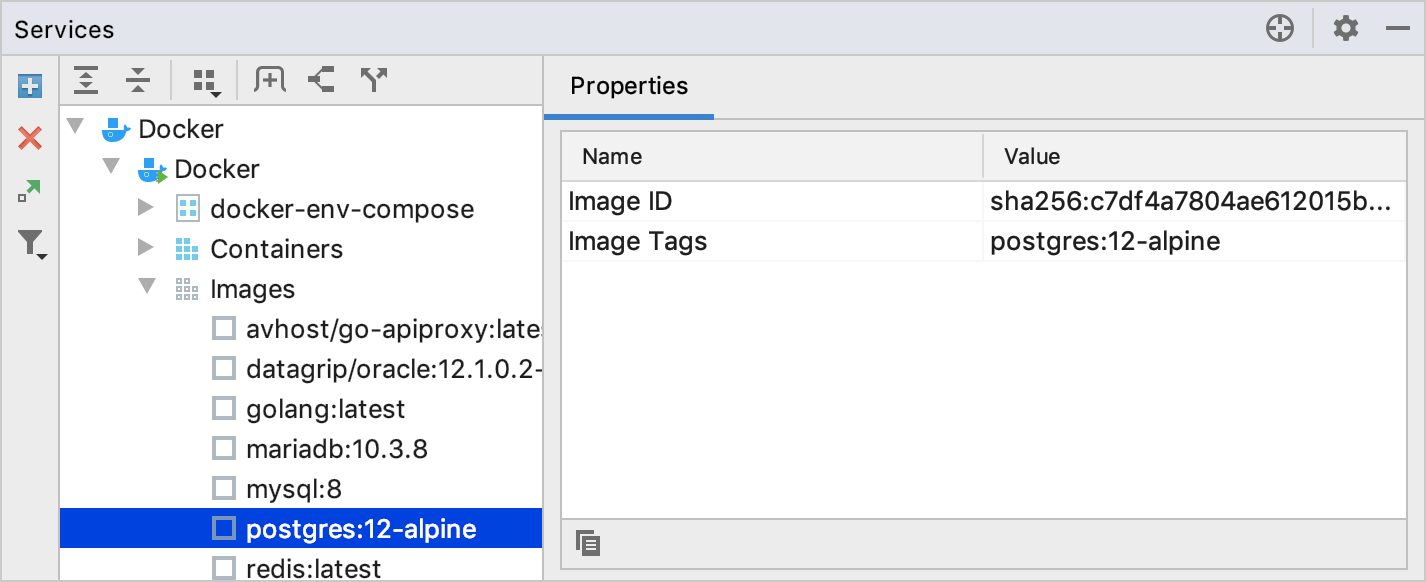 Services
Properties
Docker
Docker
docker-env-compose
Containers
Images
avhost/go-apiproxy:late
datagrip/oracle:12.1.0.2-
golang:latest
mariadb:10.3.8
mysql:8
postgres:12-alpine
redis:latest
Name Value
Image ID sha256:c7df4a7804ae612015b...
Image Tags postgres:12-alpine